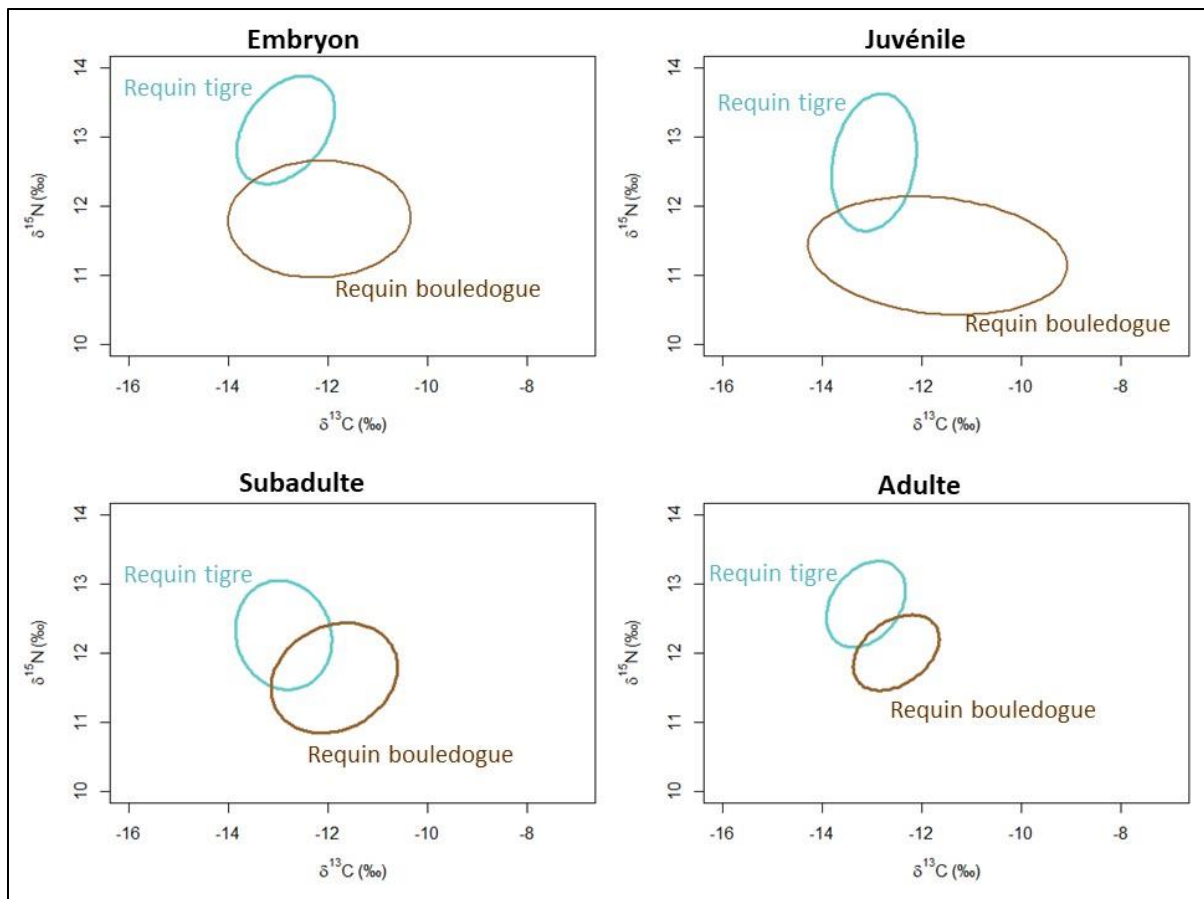 Embryon
14
13
12
11
10
δ15N (‰)
Requin tigre
Requin bouledogue
-16 -14 -12 -10 -8
δ13C (‰)
Juvénile
14
13
12
11
10
δ15N (‰)
Requin tigre
Requin bouledogue
-16 -14 -12 -10 -8
δ13C (‰)
Subadulte
14
13
12
11
10
δ15N (‰)
Requin tigre
Requin bouledogue
-16 -14 -12 -10 -8
δ13C (‰)
Adulte
14
13
12
11
10
δ15N (‰)
Requin tigre
Requin bouledogue
-16 -14 -12 -10 -8
δ13C (‰)